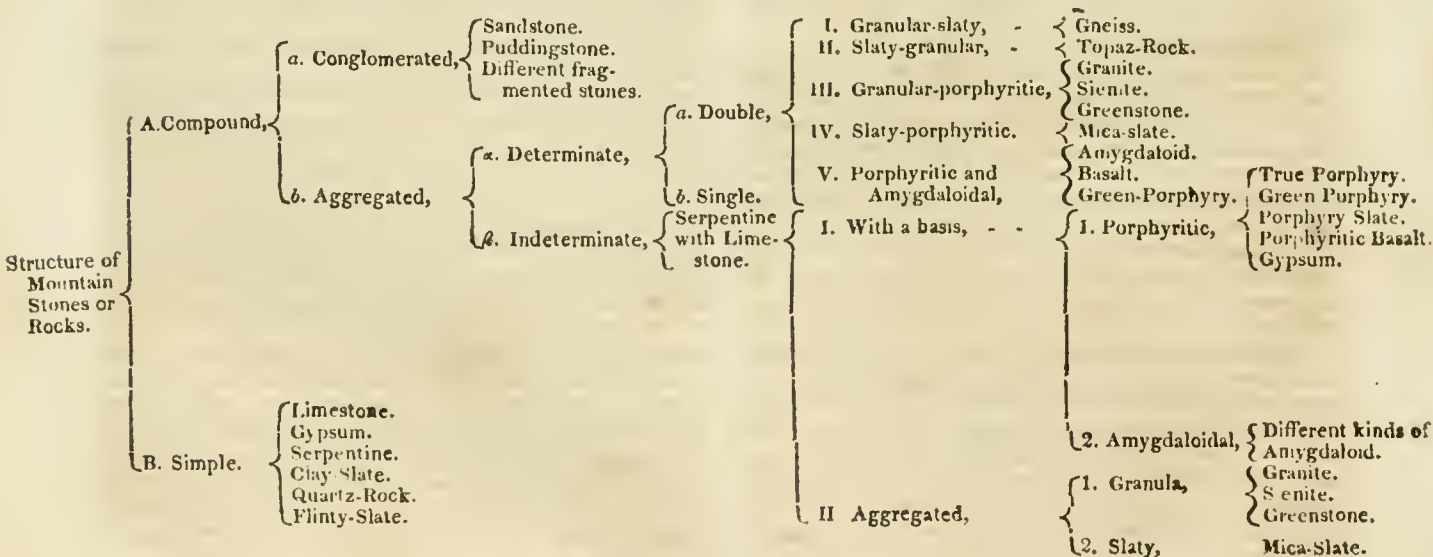 Structure of
Mountain
Stones or
Rocks.
A. Compound,
a. Conglomerated,
Sandstone.
Puddingstone.
Different frag-
mented stones.
b. Aggregated,
α. Determinate,
a. Double,
I. Granular-slaty, -
Gneiss.
II. Slaty-granular, -
Topaz-Rock.
III. Granular-porphyritic,
Granite.
Sienite.
Greenstone.
IV. Slaty-porphyritic.
Mica-slate.
V. Porphyritic and
Amygdaloidal,
Amygdaloid.
Basalt.
Green-Porphyry.
b. Single.
I. With a basis, - -
1. Porphyritic,
True Porphyry.
Green Porphyry.
Porphyry Slate.
Porphyritic Basalt.
Gypsum.
2. Amygdaloidal,
Different kinds of
Amygdaloid.
II Aggregated,
1. Granula,
Granite.
S enite.
Greenstone.
2. Slaty,
Mica-Slate.
β. Indeterminate,
Serpentine
with Lime-
stone.
B. Simple.
Limestone.
Gypsum.
Serpentine.
Clay-Slate.
Quartz-Rock.
Flinty-Slate.